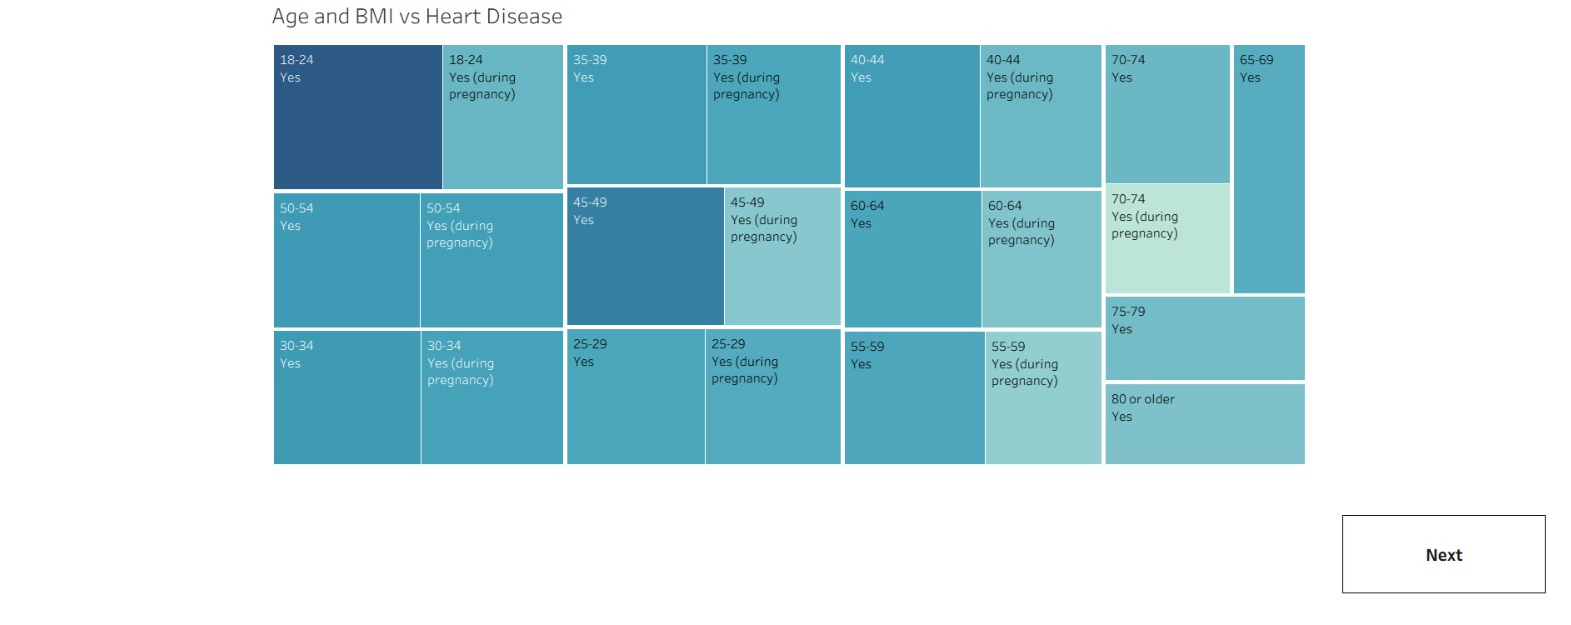 Age and BMI vs Heart Disease
18-24
Yes
18-24
Yes (during
pregnancy)
35-39
Yes
35-39
Yes (during
pregnancy)
40-44
Yes
40-44
Yes (during
pregnancy)
70-74
Yes
65-69
Yes
50-54
Yes
50-54
Yes (during
pregnancy)
45-49
Yes
45-49
Yes (during
pregnancy)
60-64
Yes
60-64
Yes (during
pregnancy)
70-74
Yes (during
pregnancy)
30-34
Yes
30-34
Yes (during
pregnancy)
25-29
Yes
25-29
Yes (during
pregnancy)
55-59
Yes
55-59
Yes (during
pregnancy)
75-79
Yes
80 or older
Yes
Next